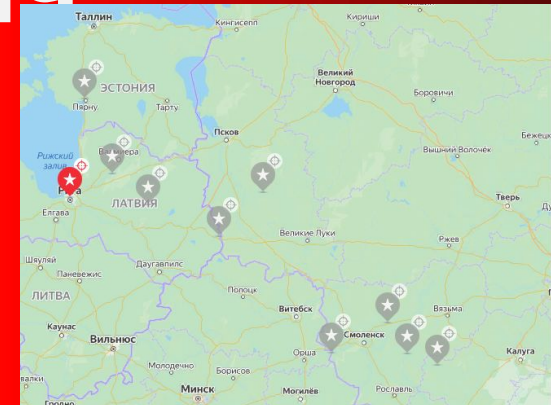 Таллин
Кингисепп
Кириши
ЭСТОНИЯ
Великий
Новгород
Боровичи
Пярну
Тарту
Псков
Бежецк
Рижский
залив
Валмиера
Вышний Волочёк
Рига
ЛАТВИЯ
Тверь
Елгава
Великие Луки
Ржев
Шяуляй
Даугавпилс
Паневежис
ЛИТВА
Полоцк
Витебск
Вязьма
Каунас
Смоленск
Вильнюс
Орша
Калуга
Молодечно
Борисов
Рославль
Минск
Могилёв
Гродно